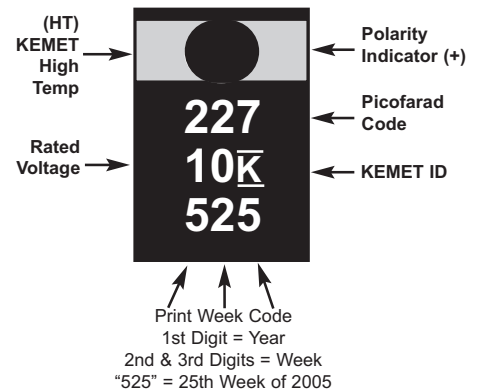 (HT)
KEMET
High
Temp
Polarity
Indicator (+)
227
Picofarad
Code
Rated
Voltage
10K
KEMET ID
525
Print Week Code
1st Digit = Year
2nd & 3rd Digits = Week
“525” = 25th Week of 2005